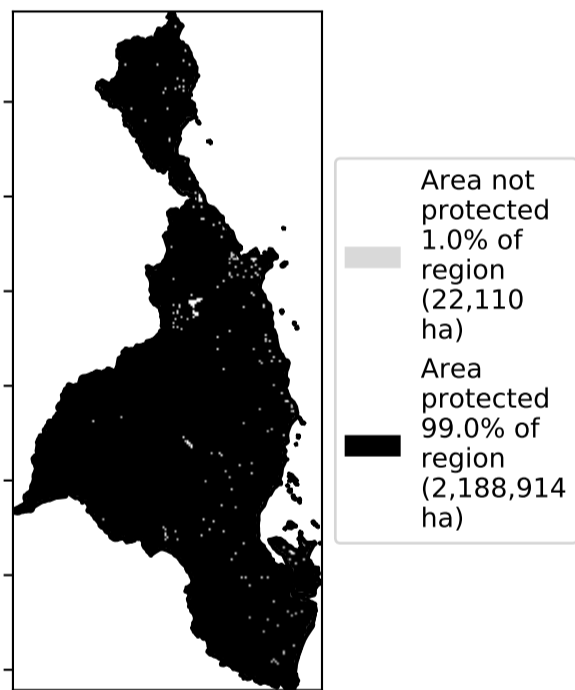 Area not
protected
1.0% of
region
(22,110
ha)
Area
protected
99.0% of
region
(2,188,914
ha)